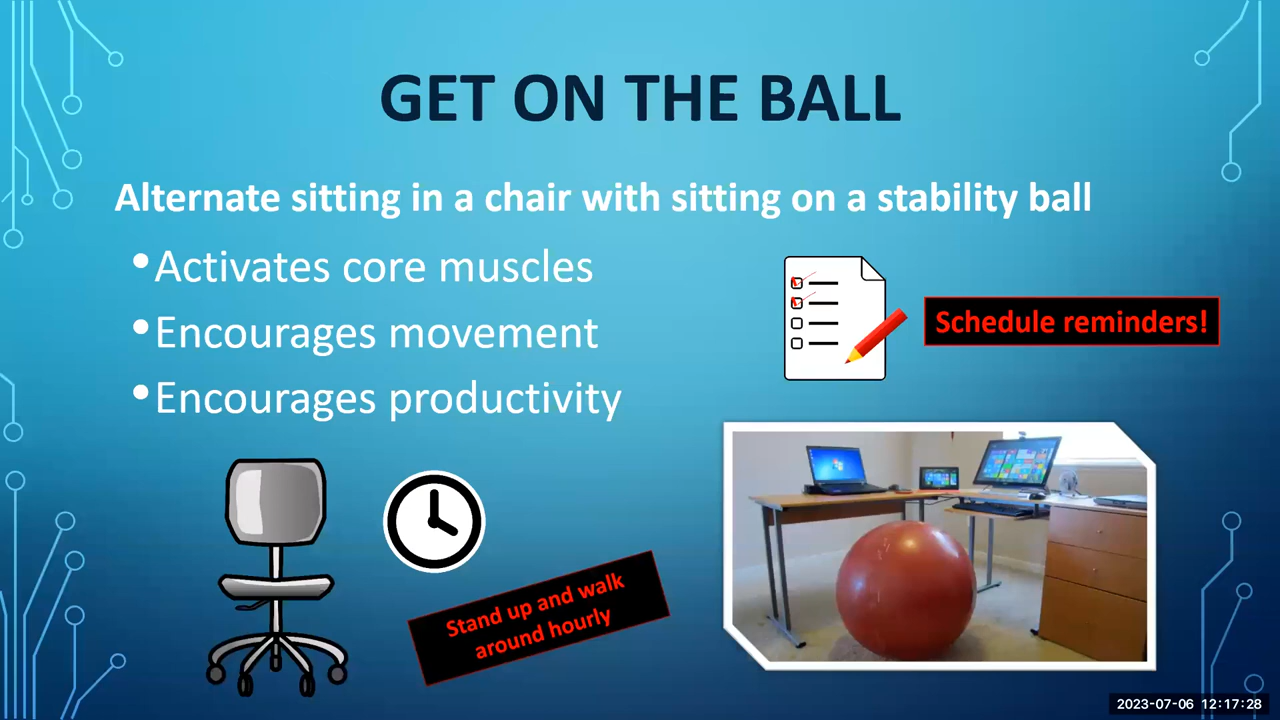 GET ON THE BALL
Alternate sitting in a chair with sitting on a stability ball
•Activates core muscles
•Encourages movement
•Encourages productivity
Schedule reminders!
Stand up and walk
around hourly
2023-07-06 12:17:28